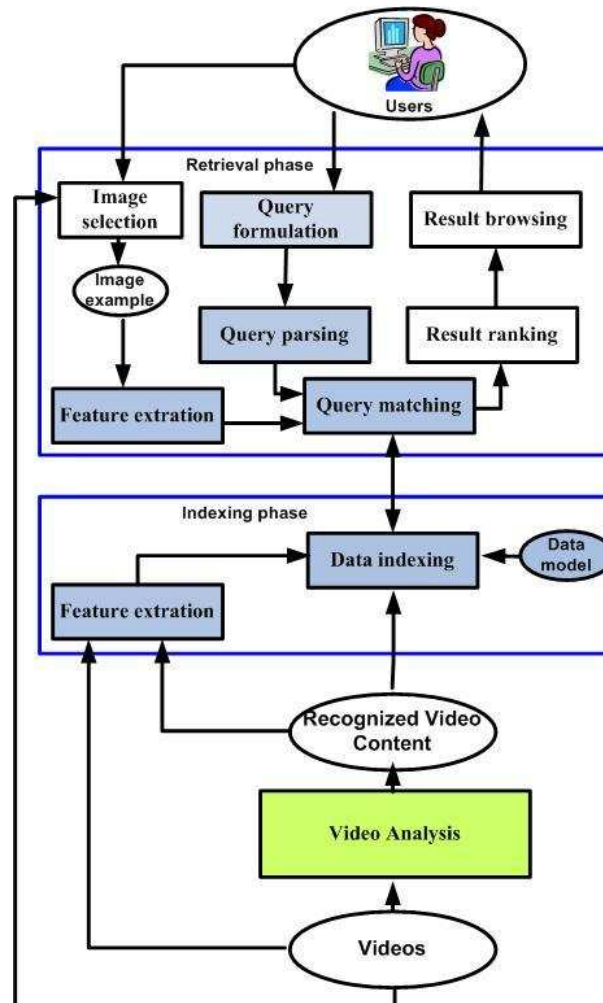 Users
Retrieval phase
Image
selection
Query
formulation
Result browsing
Image
example
Query parsing
Result ranking
Feature extration
Query matching
Indexing phase
Data indexing
Data
model
Feature extration
Recognized Video
Content
Video Analysis
Videos